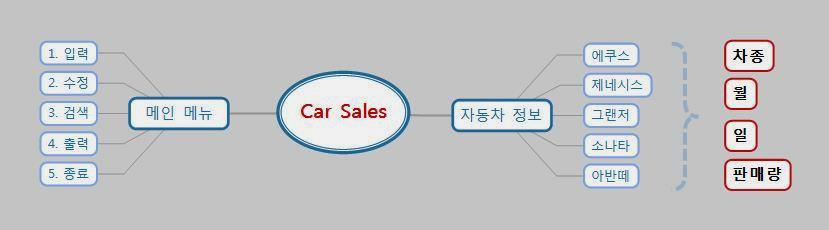 1. 입력
2. 수정
3. 검색
4. 출력
5. 종료
메인 메뉴
Car Sales
자동차 정보
에쿠스
제네시스
그랜저
소나타
아반떼
차종
월
일
판매량